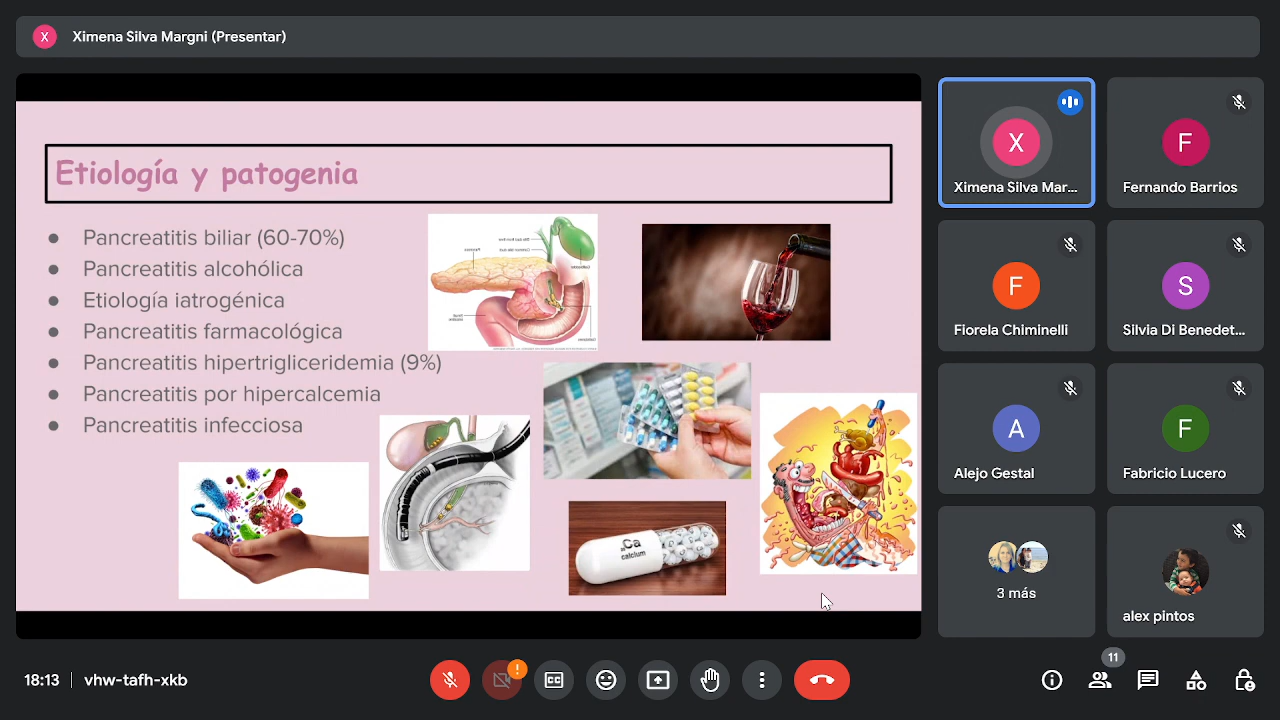 X
Ximena Silva Margni (Presentar)
Etiología y patogenia
● Pancreatitis biliar (60-70%)
● Pancreatitis alcohólica
● Etiología iatrogénica
● Pancreatitis farmacológica
● Pancreatitis hipertrigliceridemia (9%)
● Pancreatitis por hipercalcemia
● Pancreatitis infecciosa
Ca
calcium
X
Ximena Silva Mar...
F
Fernando Barrios
F
Fiorela Chiminelli
S
Silvia Di Benedet...
A
Alejo Gestal
F
Fabricio Lucero
3 más
alex pintos
18:13
vhw-tafh-xkb
11